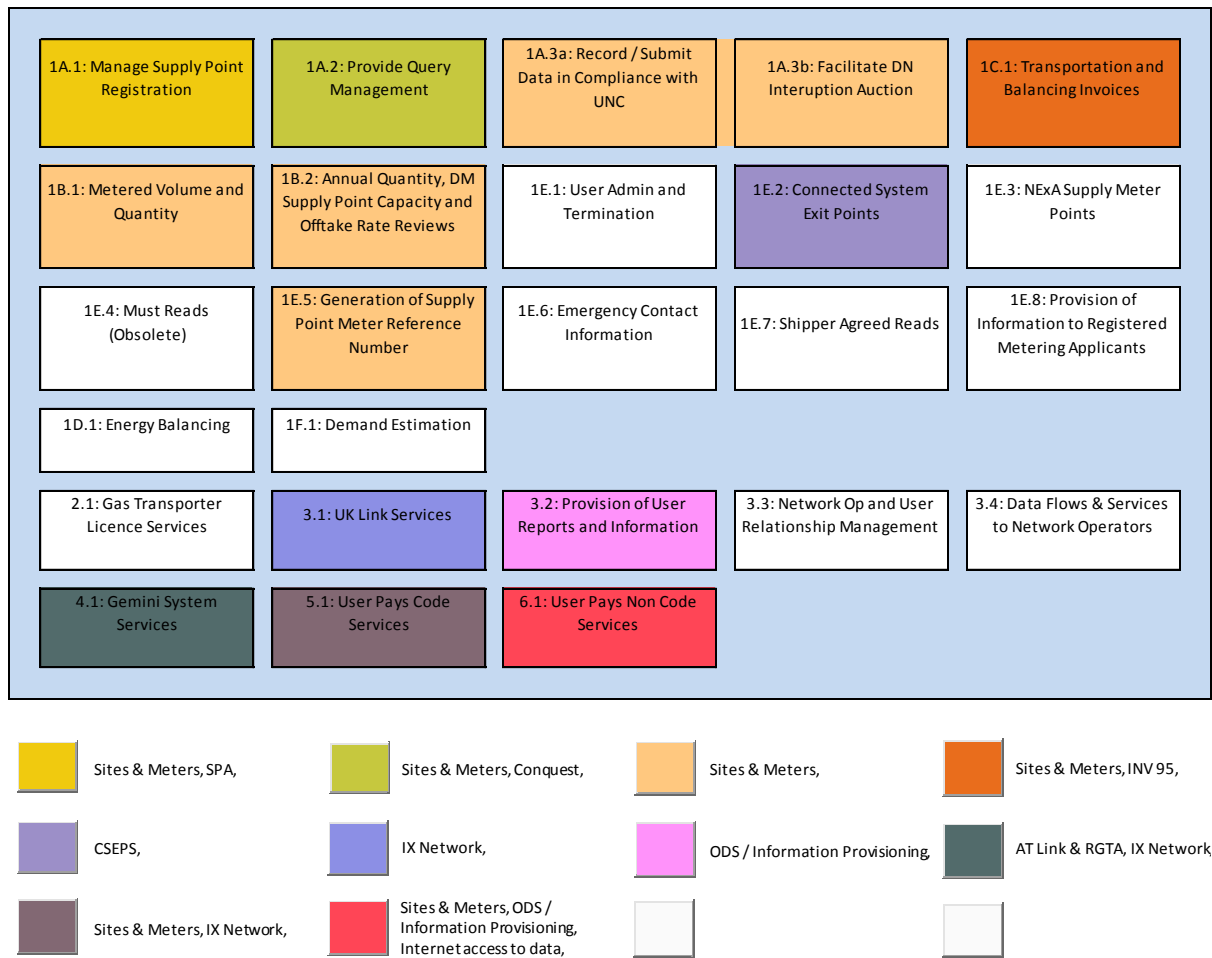 1A.1: Manage Supply Point
Registration
1A.2: Provide Query
Management
1A.3a: Record / Submit
Data in Compliance with
UNC
1A.3b: Facilitate DN
Interuption Auction
1C.1: Transportation and
Balancing Invoices
1B.1: Metered Volume and
Quantity
1B.2: Annual Quantity, DM
Supply Point Capacity and
Offtake Rate Reviews
1E.1: User Admin and
Termination
1E.2: Connected System
Exit Points
1E.3: NExA Supply Meter
Points
1E.4: Must Reads
(Obsolete)
1E.5: Generation of Supply
Point Meter Reference
Number
1E.6: Emergency Contact
Information
1E.7: Shipper Agreed Reads
1E.8: Provision of
Information to Registered
Metering Applicants
1D.1: Energy Balancing
1F.1: Demand Estimation
2.1: Gas Transporter
Licence Services
3.1: UK Link Services
3.2: Provision of User
Reports and Information
3.3: Network Op and User
Relationship Management
3.4: Data Flows & Services
to Network Operators
4.1: Gemini System
Services
5.1: User Pays Code
Services
6.1: User Pays Non Code
Services
Sites & Meters, SPA,
Sites & Meters, Conquest,
Sites & Meters,
Sites & Meters, INV 95,
CSEPS,
IX Network,
ODS / Information Provisioning,
AT Link & RGTA, IX Network,
Sites & Meters, IX Network,
Sites & Meters, ODS /
Information Provisioning,
Internet access to data,